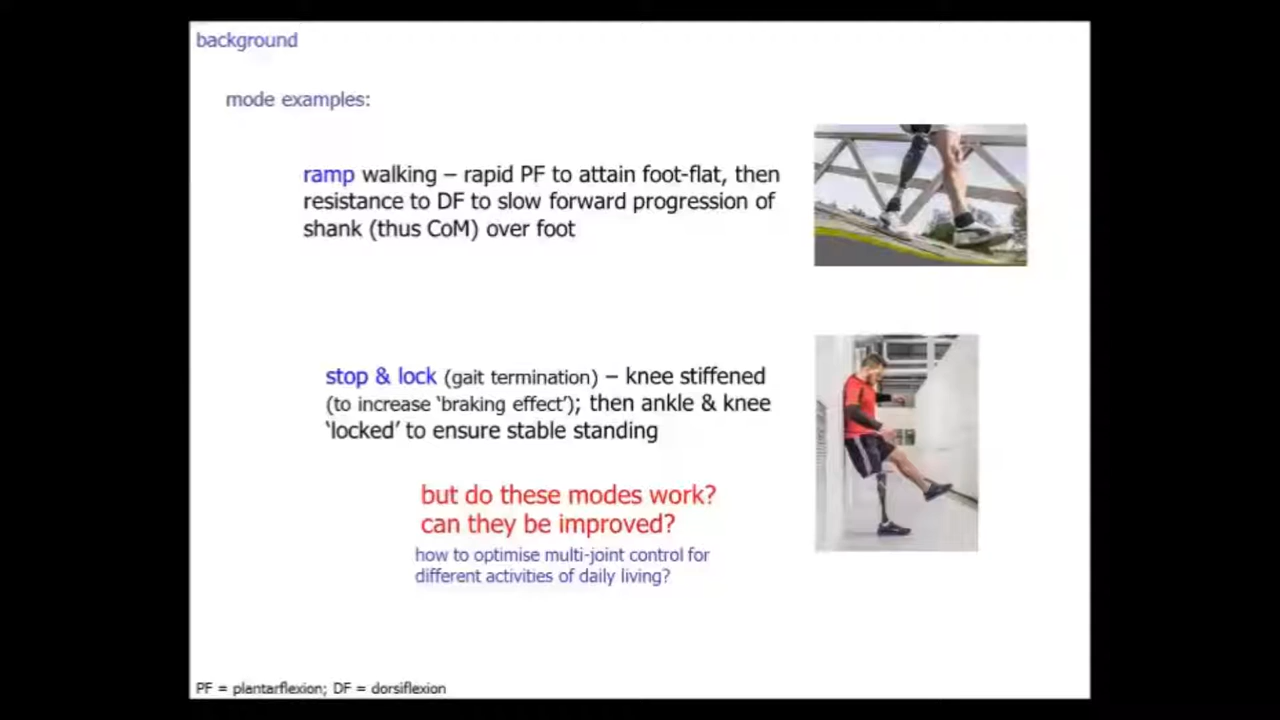 background
mode examples:
ramp walking – rapid PF to attain foot-flat, then
resistance to DF to slow forward progression of
shank (thus CoM) over foot
stop & lock (gait termination) – knee stiffened
(to increase ‘braking effect’); then ankle & knee
‘locked’ to ensure stable standing
but do these modes work?
can they be improved?
how to optimise multi-joint control for
different activities of daily living?
PF = plantarflexion; DF = dorsiflexion